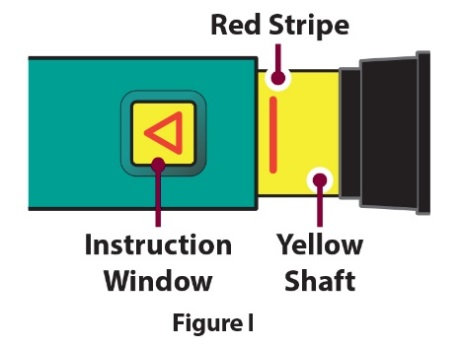 Red Stripe
Instruction
Window
Yellow
Shaft
Figure I